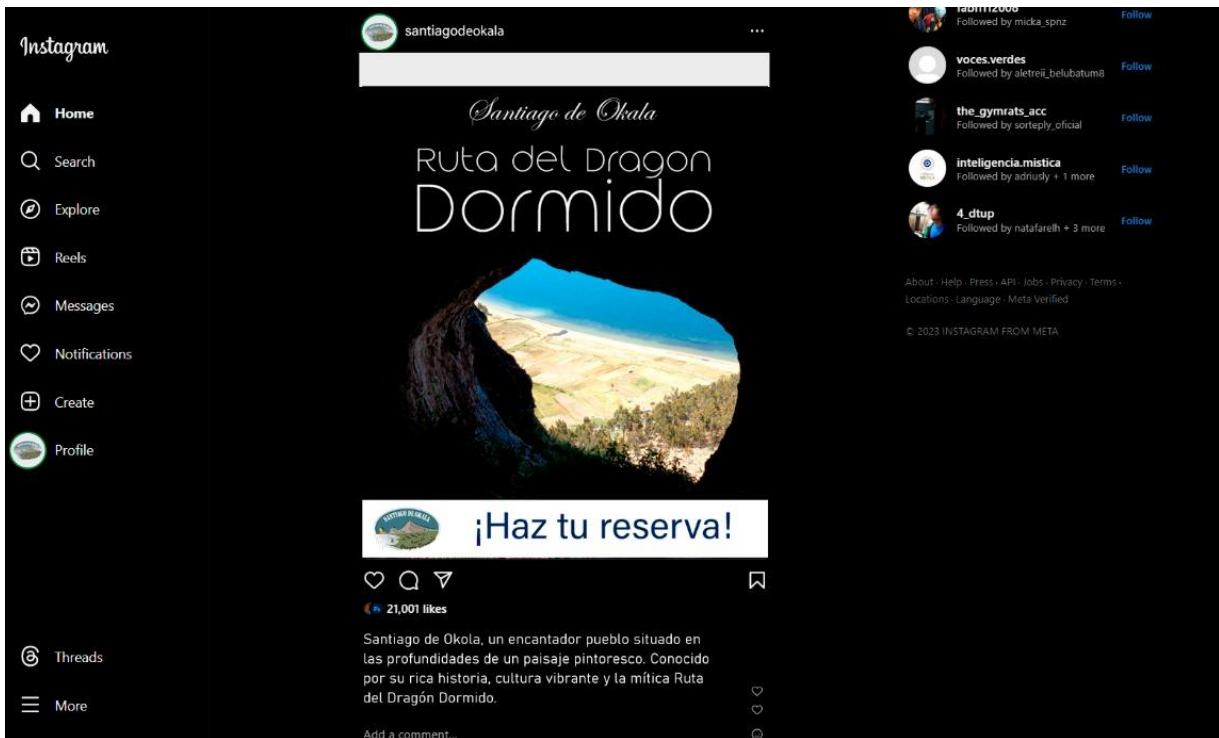 Instagram
Home
Search
Explore
Reels
Messages
Notifications
Create
Profile
Threads
More
santiagodeokala
Santiago de Okala
Ruta del Dragon
Dormido
SANTIAGO DE OKALA
¡Haz tu reserva!
21,001 likes
Santiago de Okola, un encantador pueblo situado en
las profundidades de un paisaje pintoresco. Conocido
por su rica historia, cultura vibrante y la mítica Ruta
del Dragón Dormido.
Add a comment...
Followed by micka_spnz
Follow
voces.verdes
Followed by aletreii_belubatum8
Follow
the_gymrats_acc
Followed by sorteply_oficial
Follow
inteligencia.mistica
Followed by adriusly + 1 more
Follow
4_dtup
Followed by natafarelh + 3 more
Follow
About · Help · Press · API · Jobs · Privacy · Terms ·
Locations · Language · Meta Verified
© 2023 INSTAGRAM FROM META